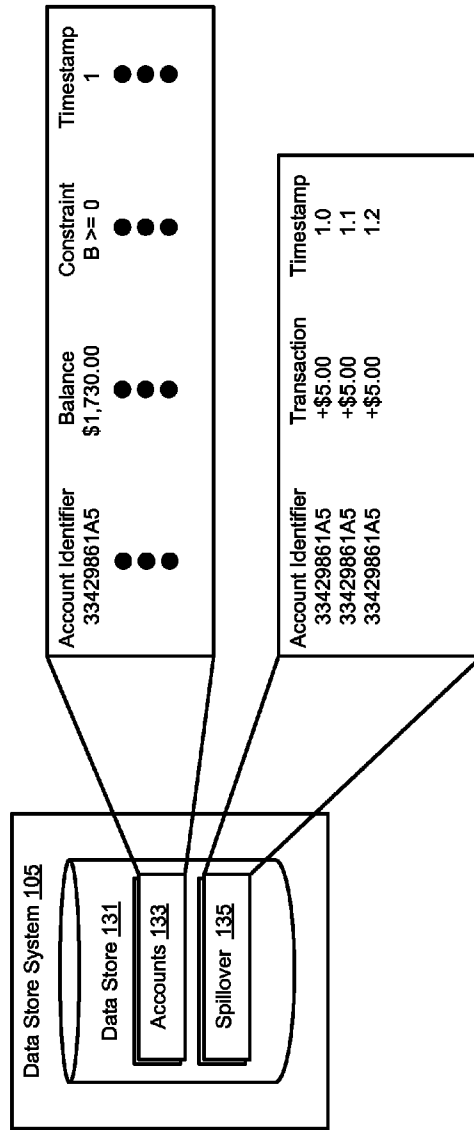 Data Store System 105
Data Store 131
Accounts 133
Spillover 135
Account Identifier Balance Constraint Timestamp
33429861A5 $1,730.00 B >= 0 1
Account Identifier Transaction Timestamp
33429861A5 +$5.00 1.0
33429861A5 +$5.00 1.1
33429861A5 +$5.00 1.2